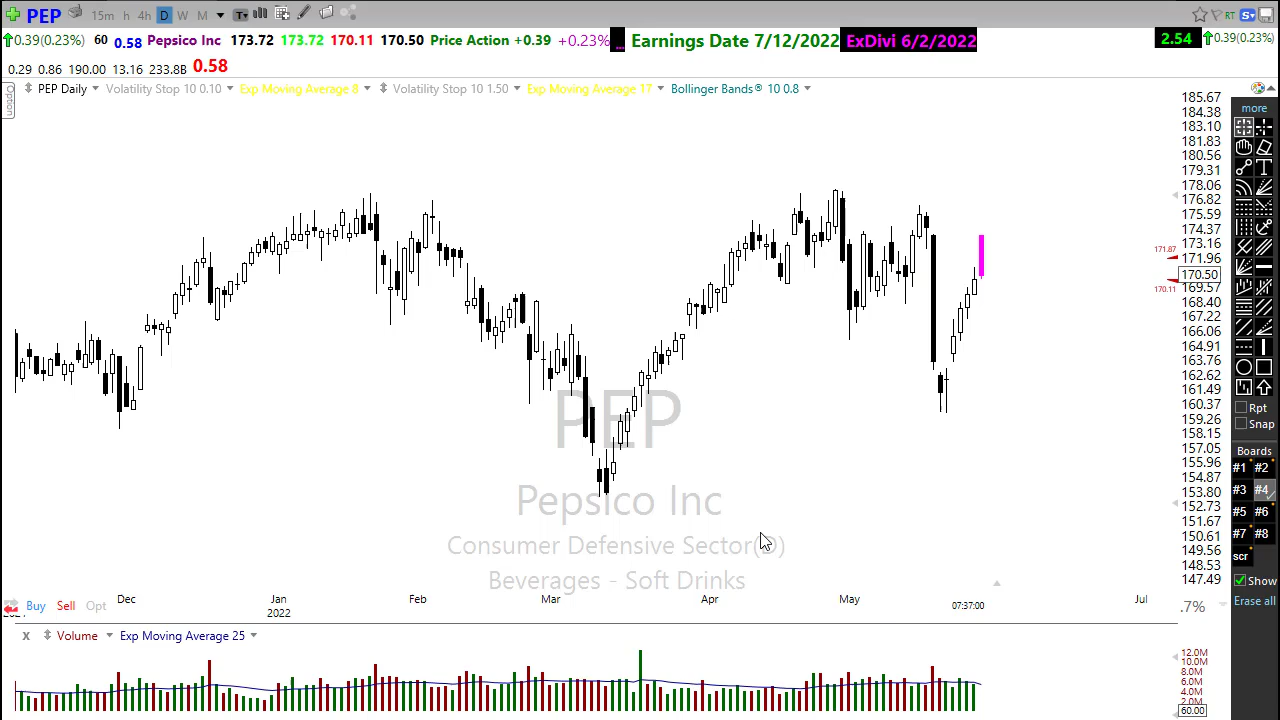 PEP 15m h 4h D W M T RT S
0.39(0.23%) 60 0.58 Pepsico Inc 173.72 173.72 170.11 170.50 Price Action +0.39 +0.23% ... Earnings Date 7/12/2022 ExDivi 6/2/2022 2.54 0.39(0.23%)
0.29 0.86 190.00 13.16 233.8B 0.58
Option
PEP Daily Volatility Stop 10 0.10 Exp Moving Average 8 Volatility Stop 10 1.50 Exp Moving Average 17 Bollinger Bands® 10 0.8
185.67
184.38
183.10
181.83
180.56
179.31
178.06
176.82
175.59
174.37
173.16
171.87
171.96
170.50
170.11
169.57
168.40
167.22
166.06
164.91
163.76
162.62
161.49
160.37
159.26
158.15
157.05
155.96
154.87
153.80
152.73
151.67
150.61
149.56
148.53
147.49
more
T
Rpt
Snap
Boards
#1 #2
#3 #4
#5 #6
#7 #8
scr
Show
Erase all
PEP
Pepsico Inc
Consumer Defensive Sector(D)
Beverages - Soft Drinks
Buy Sell Opt
Dec Jan Feb Mar Apr May 07:37:00 Jul
2022
.7%
x Volume Exp Moving Average 25
12.0M
10.0M
8.0M
6.0M
4.0M
2.0M
60.00